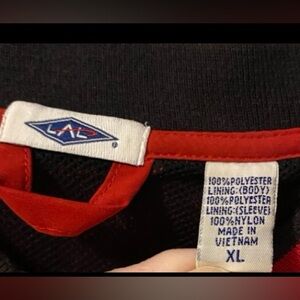 LAD
®
100%POLYESTER
LINING:(BODY)
100%POLYESTER
LINING:(SLEEVE)
100%NYLON
MADE IN
VIETNAM
XL